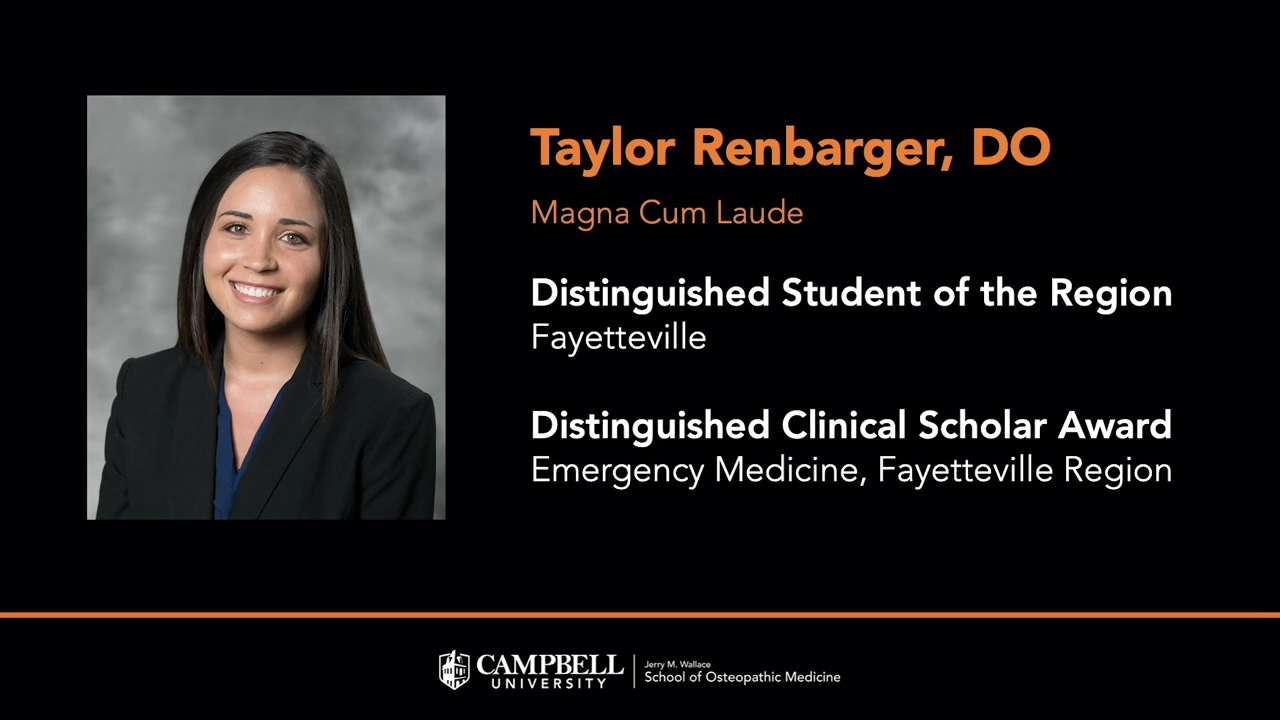 Taylor Renbarger, DO
Magna Cum Laude
Distinguished Student of the Region
Fayetteville
Distinguished Clinical Scholar Award
Emergency Medicine, Fayetteville Region
CAMPBELL
UNIVERSITY
Jerry M. Wallace
School of Osteopathic Medicine